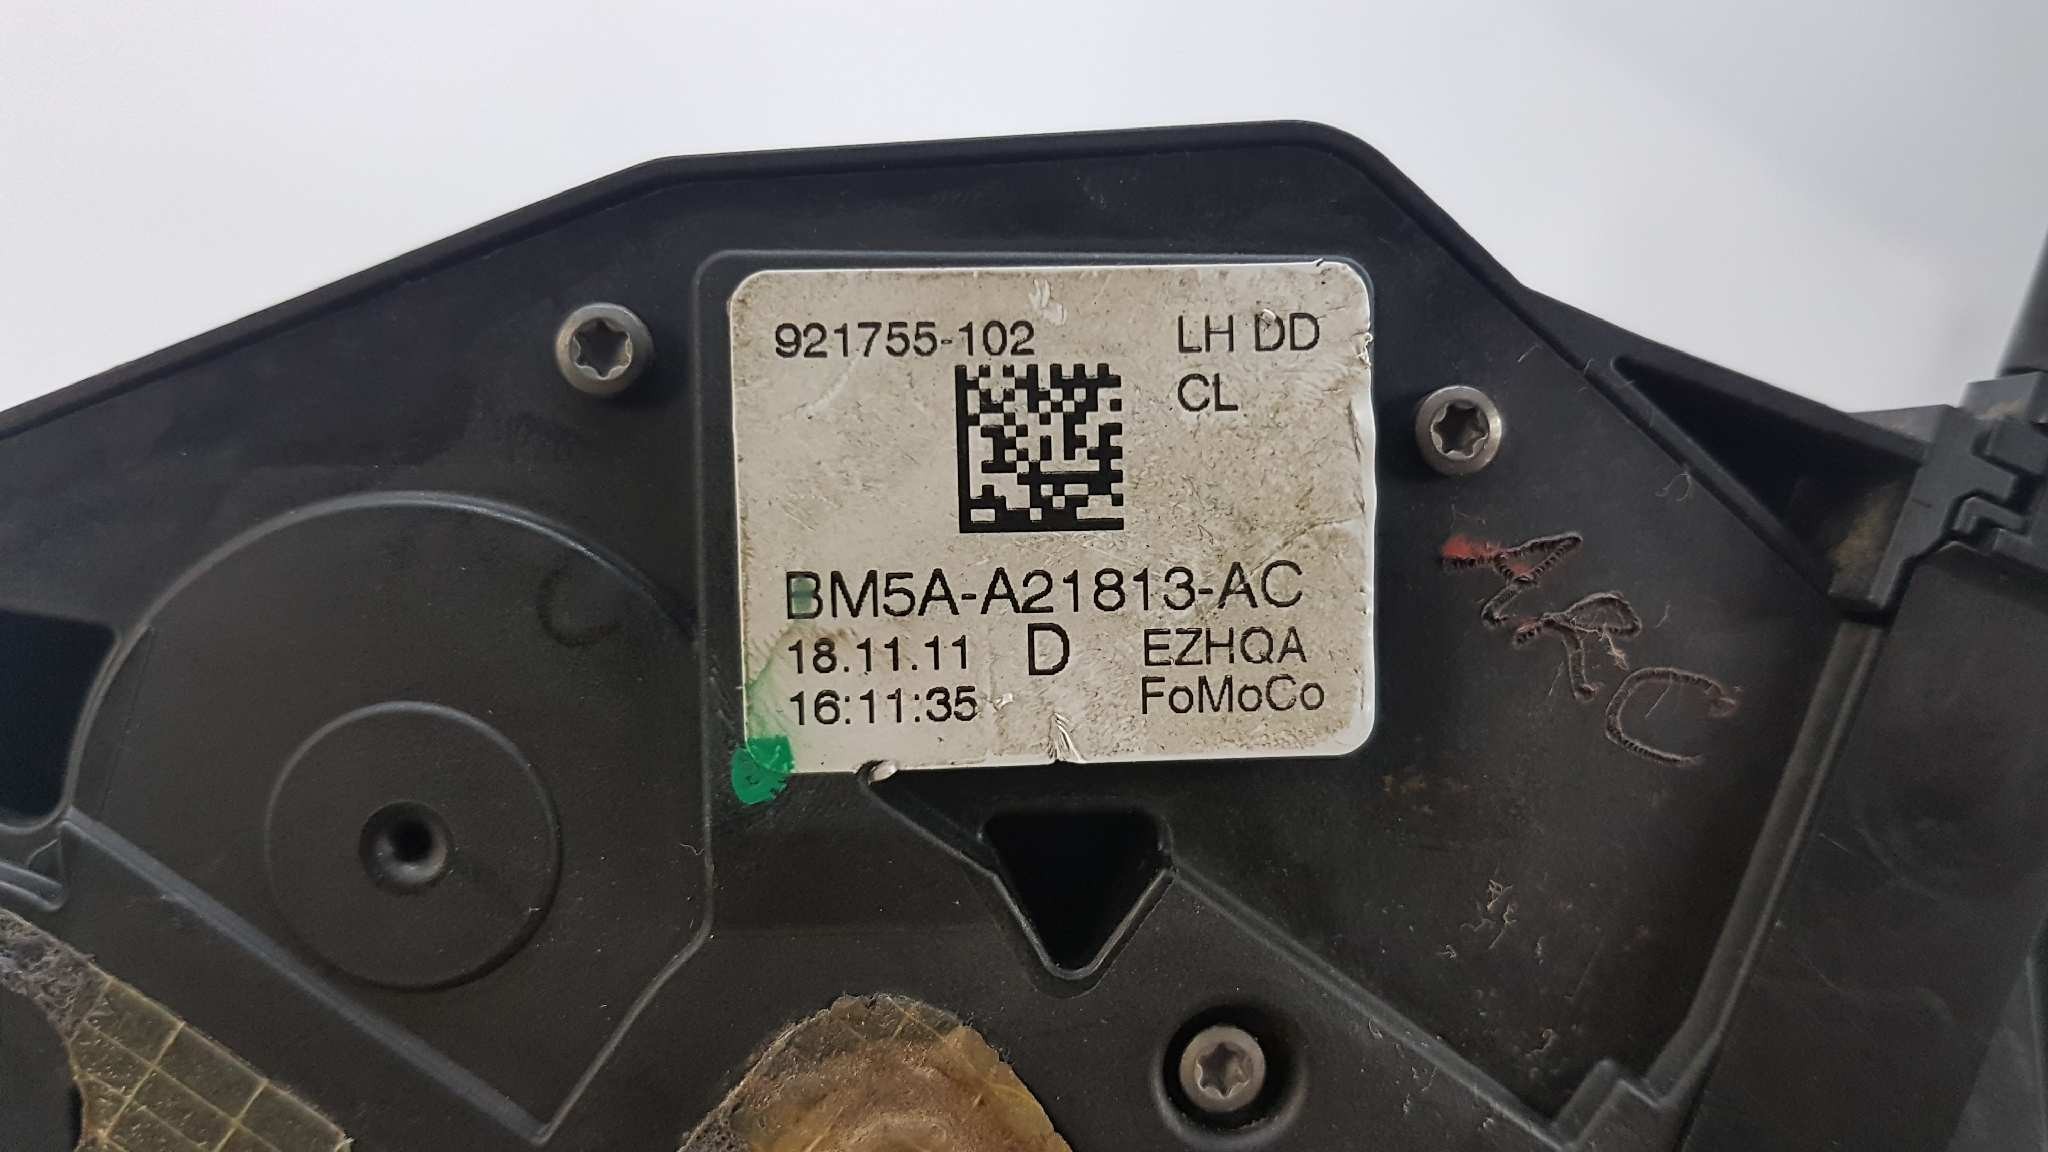 921755-102 LH DD
CL
BM5A-A21813-AC
18.11.11 D EZHQA
16:11:35 FoMoCo